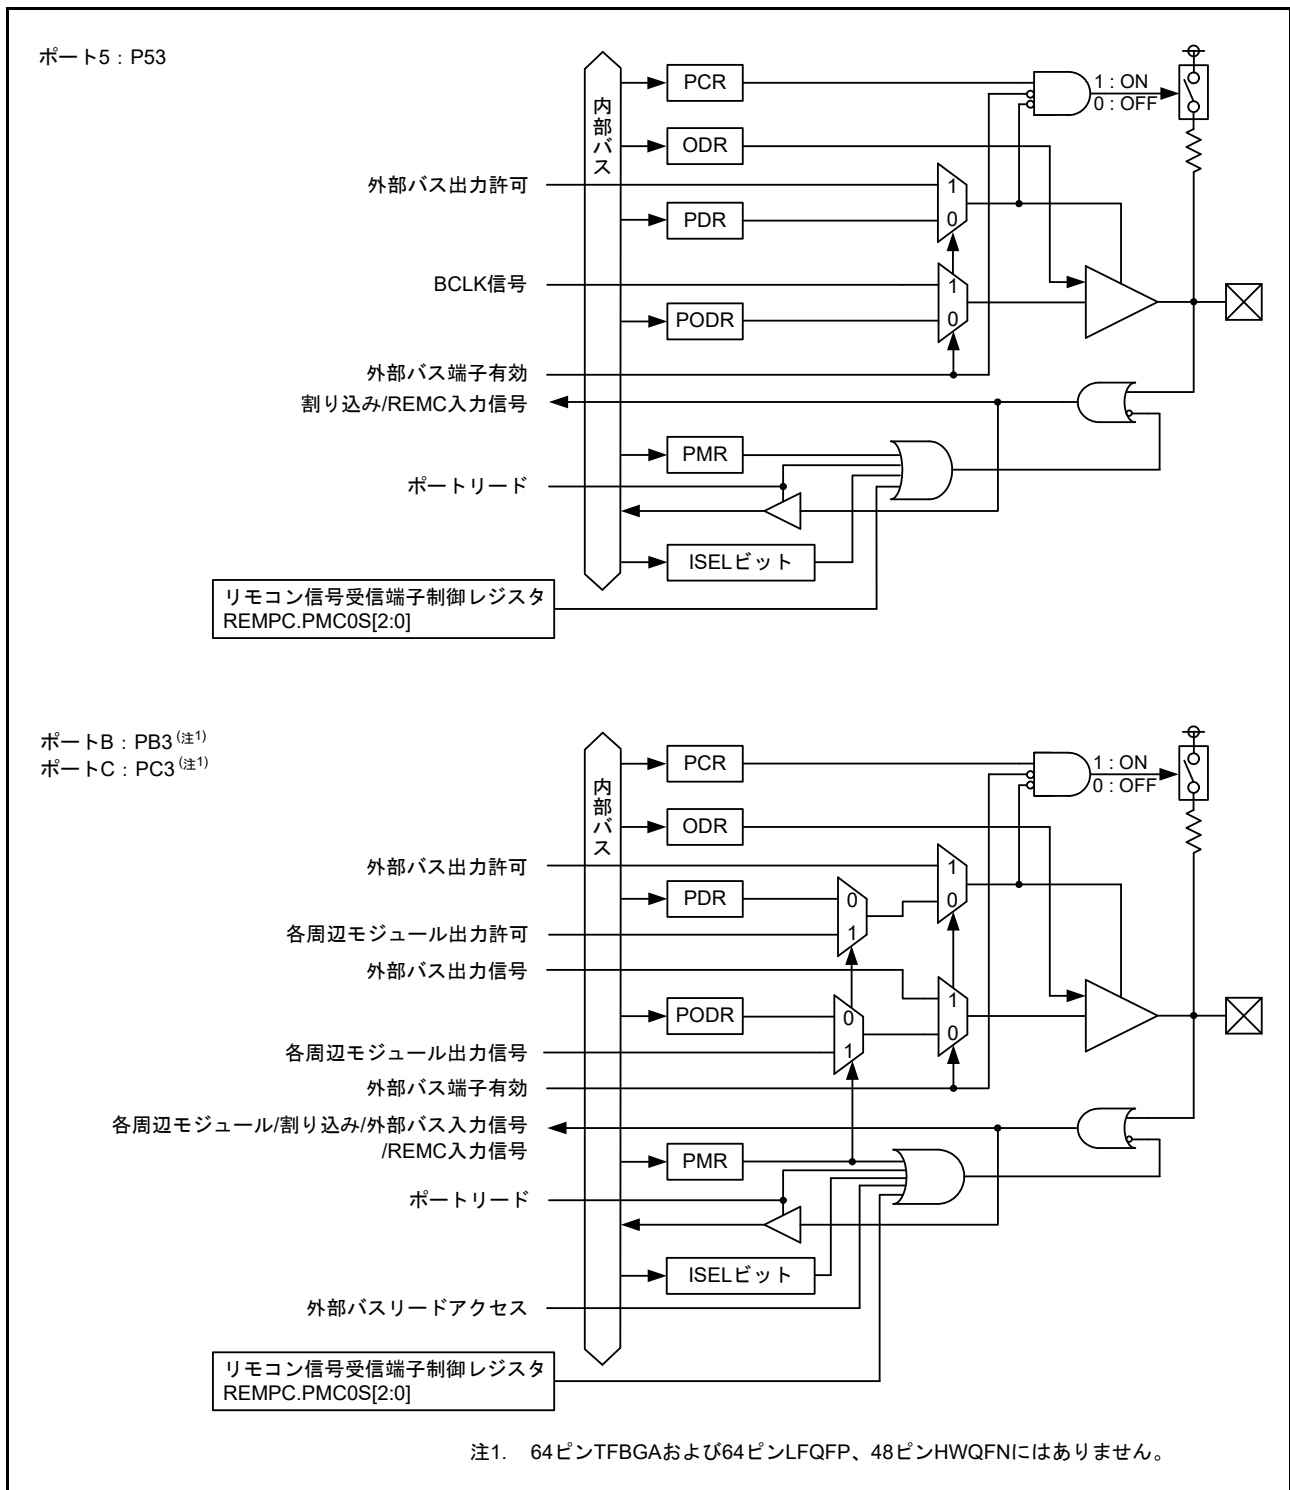 ポート5：P53
内部バス
PCR
1 : ON
0 : OFF
ODR
外部バス出力許可
1
PDR
0
BCLK信号
1
PODR
0
外部バス端子有効
割り込み/REMC入力信号
PMR
ポートリード
ISELビット
リモコン信号受信端子制御レジスタ
REMPC.PMC0S[2:0]
ポートB：PB3(注1)
ポートC：PC3(注1)
内部バス
PCR
1 : ON
0 : OFF
ODR
外部バス出力許可
1
PDR
0
0
各周辺モジュール出力許可
1
外部バス出力信号
1
PODR
0
0
各周辺モジュール出力信号
1
外部バス端子有効
各周辺モジュール/割り込み/外部バス入力信号
/REMC入力信号
PMR
ポートリード
ISELビット
外部バスリードアクセス
リモコン信号受信端子制御レジスタ
REMPC.PMC0S[2:0]
注1. 64ピンTFBGAおよび64ピンLFQFP、48ピンHWQFNにはありません。